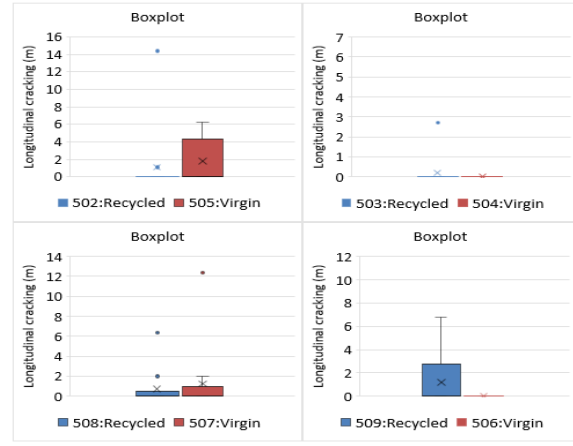 Boxplot
Longitudinal cracking (m)
16
14
12
10
8
6
4
2
0
502:Recycled 505:Virgin
Boxplot
Longitudinal cracking (m)
7
6
5
4
3
2
1
0
503:Recycled 504:Virgin
Boxplot
Longitudinal cracking (m)
14
12
10
8
6
4
2
0
508:Recycled 507:Virgin
Boxplot
Longitudinal cracking (m)
12
10
8
6
4
2
0
509:Recycled 506:Virgin